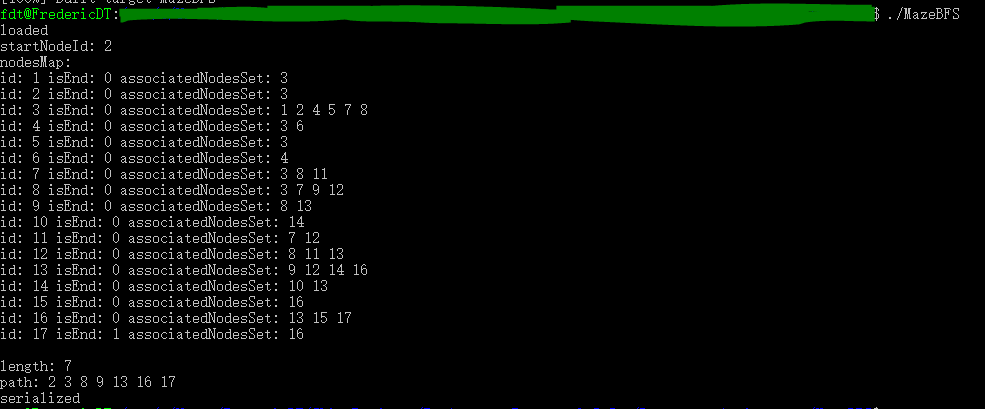 [100%] Built target MazeBFS
fdt@FredericDT:$ ./MazeBFS
loaded
startNodeId: 2
nodesMap:
id: 1 isEnd: 0 associatedNodesSet: 3
id: 2 isEnd: 0 associatedNodesSet: 3
id: 3 isEnd: 0 associatedNodesSet: 1 2 4 5 7 8
id: 4 isEnd: 0 associatedNodesSet: 3 6
id: 5 isEnd: 0 associatedNodesSet: 3
id: 6 isEnd: 0 associatedNodesSet: 4
id: 7 isEnd: 0 associatedNodesSet: 3 8 11
id: 8 isEnd: 0 associatedNodesSet: 3 7 9 12
id: 9 isEnd: 0 associatedNodesSet: 8 13
id: 10 isEnd: 0 associatedNodesSet: 14
id: 11 isEnd: 0 associatedNodesSet: 7 12
id: 12 isEnd: 0 associatedNodesSet: 8 11 13
id: 13 isEnd: 0 associatedNodesSet: 9 12 14 16
id: 14 isEnd: 0 associatedNodesSet: 10 13
id: 15 isEnd: 0 associatedNodesSet: 16
id: 16 isEnd: 0 associatedNodesSet: 13 15 17
id: 17 isEnd: 1 associatedNodesSet: 16
length: 7
path: 2 3 8 9 13 16 17
serialized